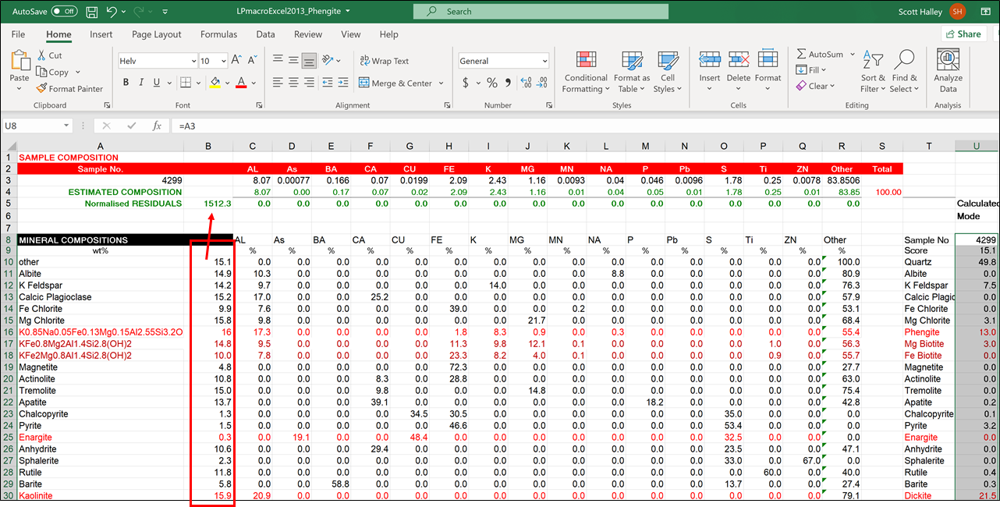 AutoSave Off LPmacroExcel2013_Phengite Search Scott Halley SH
File Home Insert Page Layout Formulas Data Review View Help Share
Paste Cut Copy Format Painter Clipboard
Helv 10 A A B I U A Font
Wrap Text Merge & Center Alignment
General $ % Number
Conditional Formatting Format as Table Cell Styles Styles
Insert Delete Format Cells
AutoSum Fill Clear Sort & Filter Find & Select Editing
Analyze Data Analysis
U8 fx =A3
A B C D E F G H I J K L M N O P Q R S T U
1 SAMPLE COMPOSITION
2 Sample No. AL As BA CA CU FE K MG MN NA P Pb S Ti ZN Other Total
3 4299 8.07 0.00077 0.166 0.07 0.0199 2.09 2.43 1.16 0.0093 0.04 0.046 0.0096 1.78 0.25 0.0078 83.8506
4 ESTIMATED COMPOSITION 8.07 0.00 0.17 0.07 0.02 2.09 2.43 1.16 0.01 0.04 0.05 0.01 1.78 0.25 0.01 83.85 100.00
5 Normalised RESIDUALS 1512.3 0.0 0.0 0.0 0.0 0.0 0.0 0.0 0.0 0.0 0.0 0.0 0.0 0.0 0.0 0.0 0.0 Calculated
6 Mode
7
8 MINERAL COMPOSITIONS AL As BA CA CU FE K MG MN NA P Pb S Ti ZN Other Sample No 4299
9 wt% % % % % % % % % % % % % % % % % Score 15.1
10 other 15.1 0.0 0.0 0.0 0.0 0.0 0.0 0.0 0.0 0.0 0.0 0.0 0.0 0.0 0.0 0.0 100.0 Quartz 49.8
11 Albite 14.9 10.3 0.0 0.0 0.0 0.0 0.0 0.0 0.0 0.0 8.8 0.0 0.0 0.0 0.0 0.0 80.9 Albite 0.0
12 K Feldspar 14.2 9.7 0.0 0.0 0.0 0.0 0.0 14.0 0.0 0.0 0.0 0.0 0.0 0.0 0.0 0.0 76.3 K Feldspar 7.5
13 Calcic Plagioclase 15.2 17.0 0.0 0.0 25.2 0.0 0.0 0.0 0.0 0.0 0.0 0.0 0.0 0.0 0.0 0.0 57.9 Calcic Plagic 0.0
14 Fe Chlorite 9.9 7.6 0.0 0.0 0.0 0.0 39.0 0.0 0.0 0.2 0.0 0.0 0.0 0.0 0.0 0.0 53.1 Fe Chlorite 0.0
15 Mg Chlorite 15.8 9.8 0.0 0.0 0.0 0.0 0.0 0.0 21.7 0.0 0.0 0.0 0.0 0.0 0.0 0.0 68.4 Mg Chlorite 3.1
16 K0.85Na0.05Fe0.13Mg0.15Al2.55Si3.2O 16 17.3 0.0 0.0 0.0 0.0 1.8 8.3 0.9 0.0 0.3 0.0 0.0 0.0 0.0 0.0 55.4 Phengite 13.0
17 KFe0.8Mg2Al1.4Si2.8(OH)2 14.8 9.5 0.0 0.0 0.0 0.0 11.3 9.8 12.1 0.1 0.0 0.0 0.0 0.0 1.0 0.0 56.3 Mg Biotite 3.0
18 KFe2Mg0.8Al1.4Si2.8(OH)2 10.0 7.8 0.0 0.0 0.0 0.0 23.3 8.2 4.0 0.1 0.0 0.0 0.0 0.0 0.9 0.0 55.7 Fe Biotite 0.0
19 Magnetite 4.8 0.0 0.0 0.0 0.0 0.0 72.3 0.0 0.0 0.0 0.0 0.0 0.0 0.0 0.0 0.0 27.7 Magnetite 0.0
20 Actinolite 10.8 0.0 0.0 0.0 8.3 0.0 28.8 0.0 0.0 0.0 0.0 0.0 0.0 0.0 0.0 0.0 63.0 Actinolite 0.0
21 Tremolite 15.0 0.0 0.0 0.0 9.8 0.0 0.0 0.0 14.8 0.0 0.0 0.0 0.0 0.0 0.0 0.0 75.4 Tremolite 0.0
22 Apatite 13.7 0.0 0.0 0.0 39.1 0.0 0.0 0.0 0.0 0.0 0.0 18.2 0.0 0.0 0.0 0.0 42.8 Apatite 0.2
23 Chalcopyrite 1.3 0.0 0.0 0.0 0.0 34.5 30.5 0.0 0.0 0.0 0.0 0.0 0.0 35.0 0.0 0.0 0.0 Chalcopyrite 0.1
24 Pyrite 1.5 0.0 0.0 0.0 0.0 0.0 46.6 0.0 0.0 0.0 0.0 0.0 0.0 53.4 0.0 0.0 0.0 Pyrite 3.2
25 Enargite 0.3 0.0 19.1 0.0 0.0 48.4 0.0 0.0 0.0 0.0 0.0 0.0 0.0 32.5 0.0 0.0 0.0 Enargite 0.0
26 Anhydrite 10.6 0.0 0.0 0.0 29.4 0.0 0.0 0.0 0.0 0.0 0.0 0.0 0.0 23.5 0.0 0.0 47.1 Anhydrite 0.0
27 Sphalerite 2.3 0.0 0.0 0.0 0.0 0.0 0.0 0.0 0.0 0.0 0.0 0.0 0.0 33.0 0.0 67.0 0.0 Sphalerite 0.0
28 Rutile 11.8 0.0 0.0 0.0 0.0 0.0 0.0 0.0 0.0 0.0 0.0 0.0 0.0 0.0 60.0 0.0 40.0 Rutile 0.4
29 Barite 5.8 0.0 0.0 58.8 0.0 0.0 0.0 0.0 0.0 0.0 0.0 0.0 0.0 13.7 0.0 0.0 27.4 Barite 0.3
30 Kaolinite 15.9 20.9 0.0 0.0 0.0 0.0 0.0 0.0 0.0 0.0 0.0 0.0 0.0 0.0 0.0 0.0 79.1 Dickite 21.5